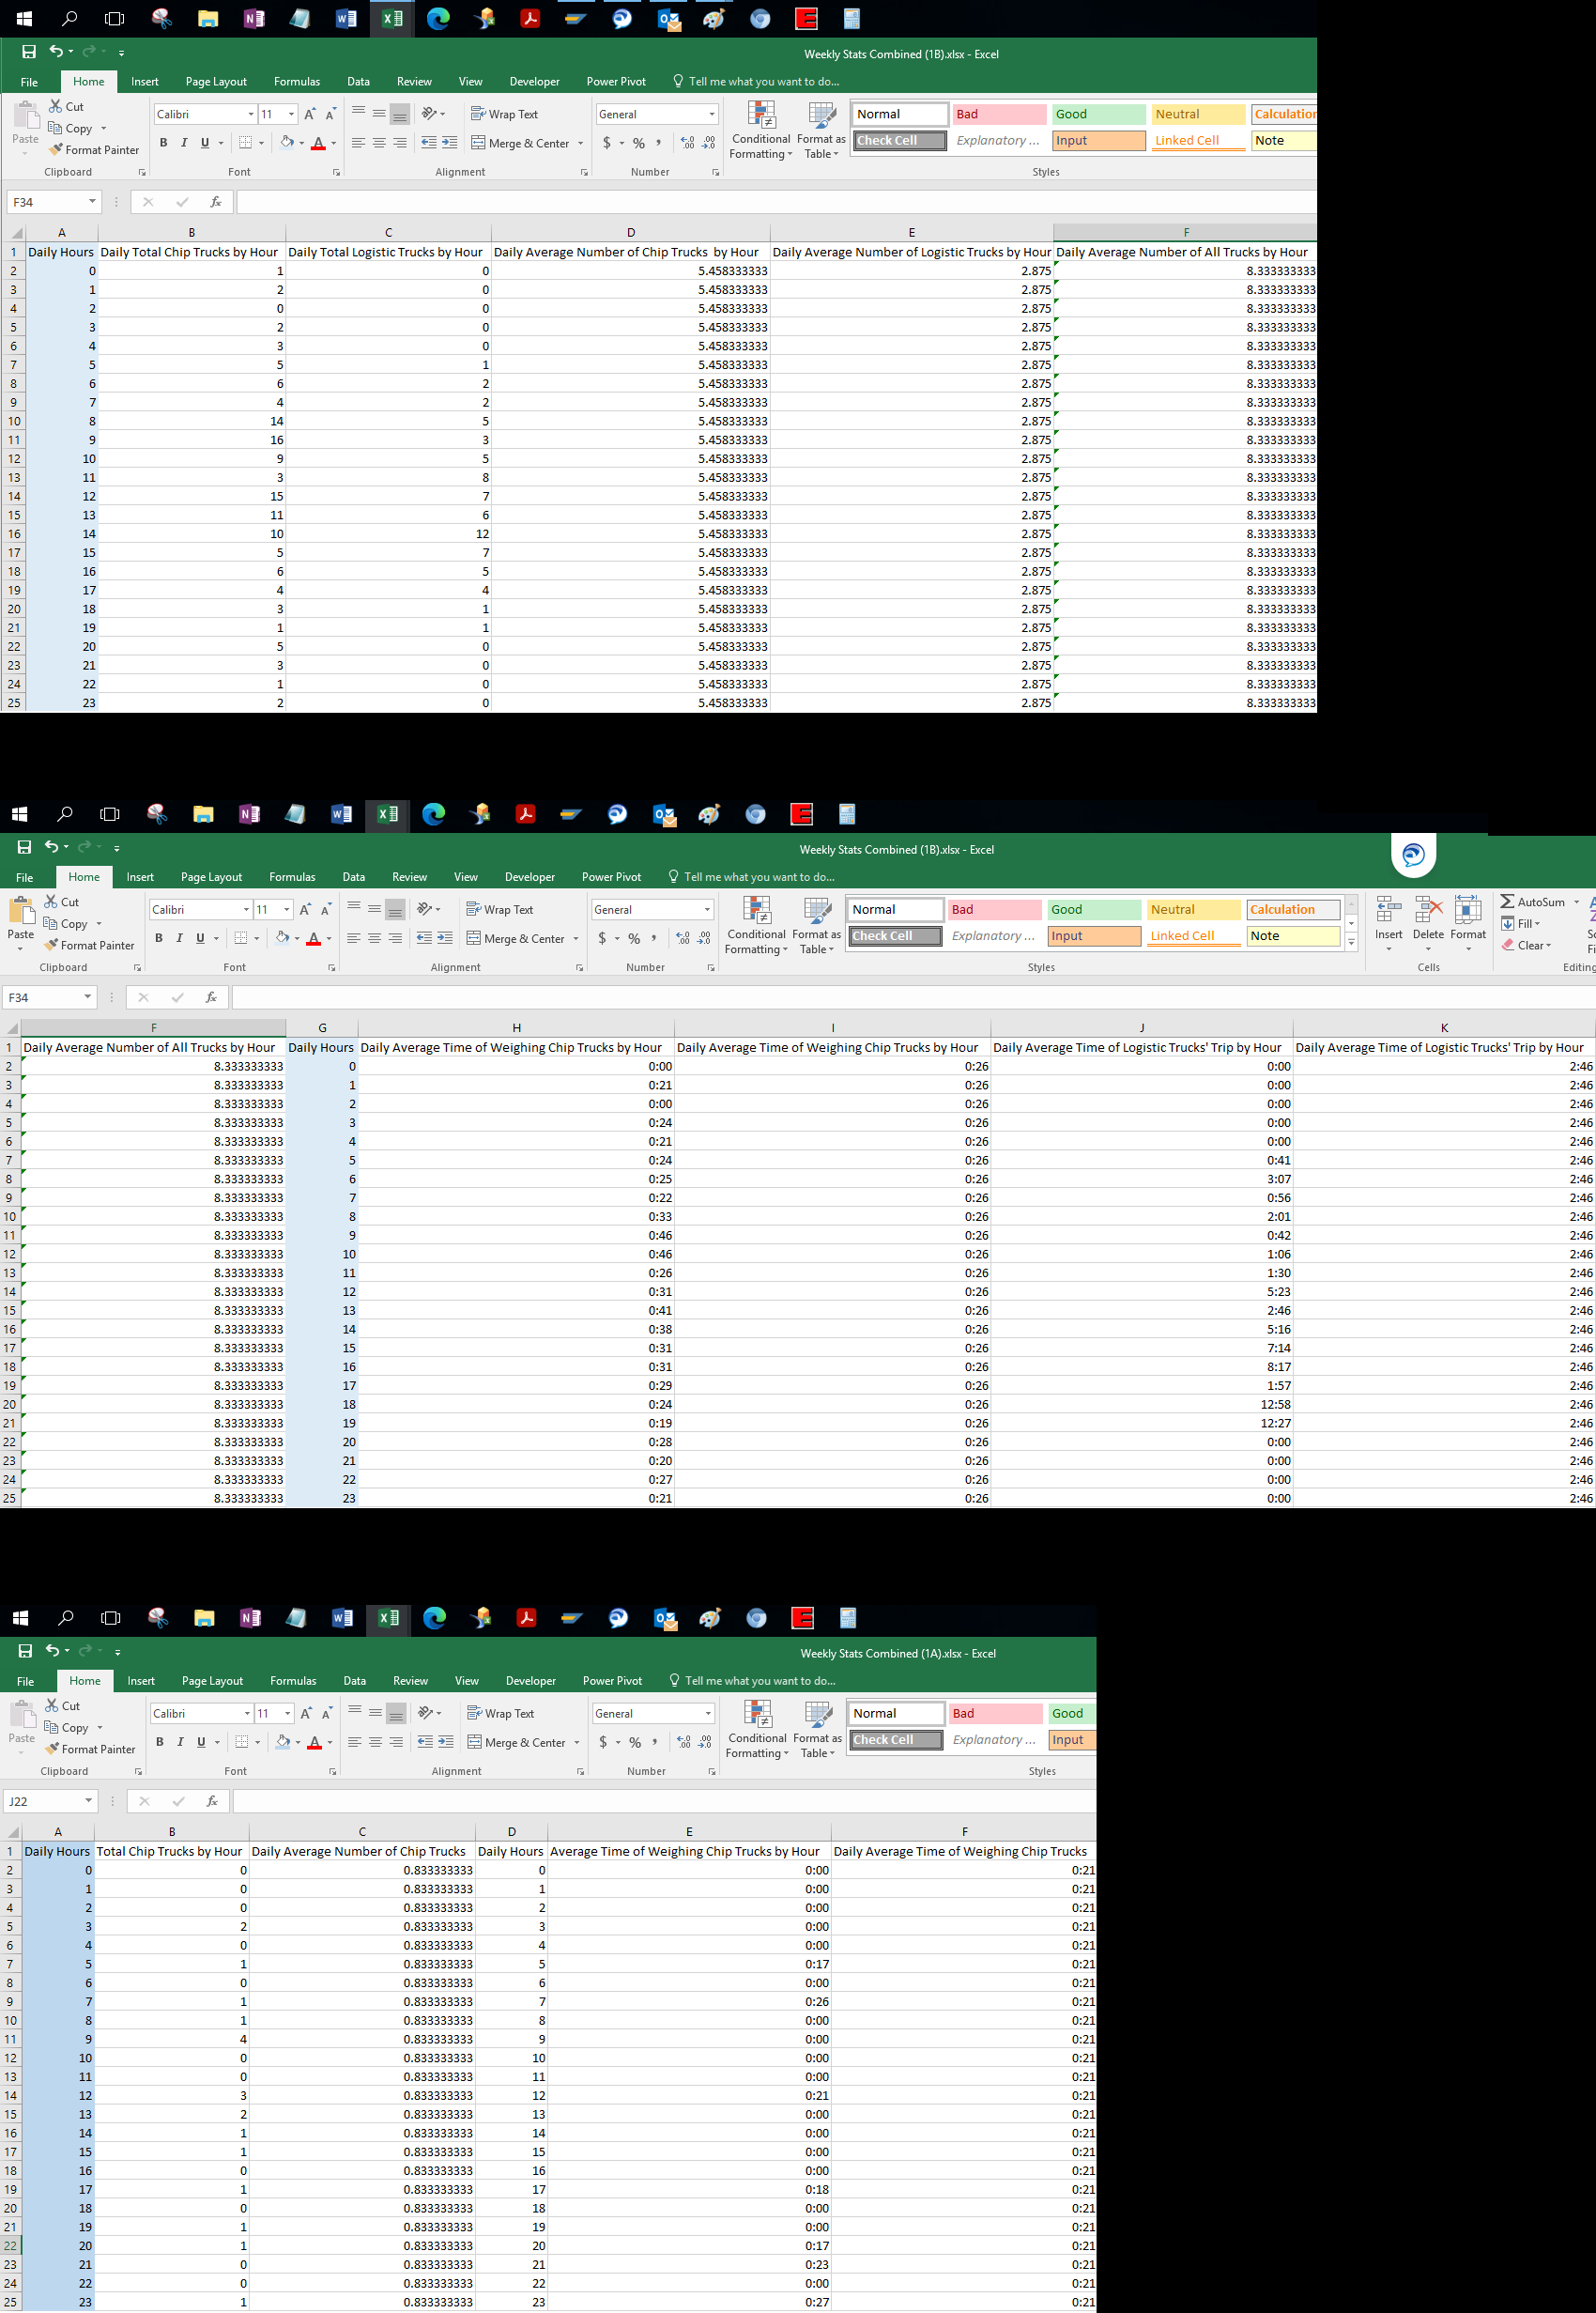 Weekly Stats Combined (1B).xlsx - Excel
File Home Insert Page Layout Formulas Data Review View Developer Power Pivot Tell me what you want to do...
Cut Calibri 11 Wrap Text General Normal Bad Good Neutral Calculation
Paste Copy Format Painter B I U Merge & Center $ % Conditional Formatting Format as Table Check Cell Explanatory ... Input Linked Cell Note
Clipboard Font Alignment Number Styles
F34 fx
A B C D E F
1 Daily Hours Daily Total Chip Trucks by Hour Daily Total Logistic Trucks by Hour Daily Average Number of Chip Trucks by Hour Daily Average Number of Logistic Trucks by Hour Daily Average Number of All Trucks by Hour
2 0 1 0 5.458333333 2.875 8.333333333
3 1 2 0 5.458333333 2.875 8.333333333
4 2 0 0 5.458333333 2.875 8.333333333
5 3 2 0 5.458333333 2.875 8.333333333
6 4 3 0 5.458333333 2.875 8.333333333
7 5 5 1 5.458333333 2.875 8.333333333
8 6 6 2 5.458333333 2.875 8.333333333
9 7 4 2 5.458333333 2.875 8.333333333
10 8 14 5 5.458333333 2.875 8.333333333
11 9 16 3 5.458333333 2.875 8.333333333
12 10 9 5 5.458333333 2.875 8.333333333
13 11 3 8 5.458333333 2.875 8.333333333
14 12 15 7 5.458333333 2.875 8.333333333
15 13 11 6 5.458333333 2.875 8.333333333
16 14 10 12 5.458333333 2.875 8.333333333
17 15 5 7 5.458333333 2.875 8.333333333
18 16 6 5 5.458333333 2.875 8.333333333
19 17 4 4 5.458333333 2.875 8.333333333
20 18 3 1 5.458333333 2.875 8.333333333
21 19 1 1 5.458333333 2.875 8.333333333
22 20 5 0 5.458333333 2.875 8.333333333
23 21 3 0 5.458333333 2.875 8.333333333
24 22 1 0 5.458333333 2.875 8.333333333
25 23 2 0 5.458333333 2.875 8.333333333
Weekly Stats Combined (1B).xlsx - Excel
File Home Insert Page Layout Formulas Data Review View Developer Power Pivot Tell me what you want to do...
Cut Calibri 11 Wrap Text General Normal Bad Good Neutral Calculation AutoSum
Paste Copy Format Painter B I U Merge & Center $ % Conditional Formatting Format as Table Check Cell Explanatory ... Input Linked Cell Note Insert Delete Format Fill Clear
Clipboard Font Alignment Number Styles Cells Editing
F34 fx
F G H I J K
1 Daily Average Number of All Trucks by Hour Daily Hours Daily Average Time of Weighing Chip Trucks by Hour Daily Average Time of Weighing Chip Trucks by Hour Daily Average Time of Logistic Trucks' Trip by Hour Daily Average Time of Logistic Trucks' Trip by Hour
2 8.333333333 0 0:00 0:26 0:00 2:46
3 8.333333333 1 0:21 0:26 0:00 2:46
4 8.333333333 2 0:00 0:26 0:00 2:46
5 8.333333333 3 0:24 0:26 0:00 2:46
6 8.333333333 4 0:21 0:26 0:00 2:46
7 8.333333333 5 0:24 0:26 0:41 2:46
8 8.333333333 6 0:25 0:26 3:07 2:46
9 8.333333333 7 0:22 0:26 0:56 2:46
10 8.333333333 8 0:33 0:26 2:01 2:46
11 8.333333333 9 0:46 0:26 0:42 2:46
12 8.333333333 10 0:46 0:26 1:06 2:46
13 8.333333333 11 0:26 0:26 1:30 2:46
14 8.333333333 12 0:31 0:26 5:23 2:46
15 8.333333333 13 0:41 0:26 2:46 2:46
16 8.333333333 14 0:38 0:26 5:16 2:46
17 8.333333333 15 0:31 0:26 7:14 2:46
18 8.333333333 16 0:31 0:26 8:17 2:46
19 8.333333333 17 0:29 0:26 1:57 2:46
20 8.333333333 18 0:24 0:26 12:58 2:46
21 8.333333333 19 0:19 0:26 12:27 2:46
22 8.333333333 20 0:28 0:26 0:00 2:46
23 8.333333333 21 0:20 0:26 0:00 2:46
24 8.333333333 22 0:27 0:26 0:00 2:46
25 8.333333333 23 0:21 0:26 0:00 2:46
Weekly Stats Combined (1A).xlsx - Excel
File Home Insert Page Layout Formulas Data Review View Developer Power Pivot Tell me what you want to do...
Cut Calibri 11 Wrap Text General Normal Bad Good
Paste Copy Format Painter B I U Merge & Center $ % Conditional Formatting Format as Table Check Cell Explanatory ... Input
Clipboard Font Alignment Number Styles
J22 fx
A B C D E F
1 Daily Hours Total Chip Trucks by Hour Daily Average Number of Chip Trucks Daily Hours Average Time of Weighing Chip Trucks by Hour Daily Average Time of Weighing Chip Trucks
2 0 0 0.833333333 0 0:00 0:21
3 1 0 0.833333333 1 0:00 0:21
4 2 0 0.833333333 2 0:00 0:21
5 3 2 0.833333333 3 0:00 0:21
6 4 0 0.833333333 4 0:00 0:21
7 5 1 0.833333333 5 0:17 0:21
8 6 0 0.833333333 6 0:00 0:21
9 7 1 0.833333333 7 0:26 0:21
10 8 1 0.833333333 8 0:00 0:21
11 9 4 0.833333333 9 0:00 0:21
12 10 0 0.833333333 10 0:00 0:21
13 11 0 0.833333333 11 0:00 0:21
14 12 3 0.833333333 12 0:21 0:21
15 13 2 0.833333333 13 0:00 0:21
16 14 1 0.833333333 14 0:00 0:21
17 15 1 0.833333333 15 0:00 0:21
18 16 0 0.833333333 16 0:00 0:21
19 17 1 0.833333333 17 0:18 0:21
20 18 0 0.833333333 18 0:00 0:21
21 19 1 0.833333333 19 0:00 0:21
22 20 1 0.833333333 20 0:17 0:21
23 21 0 0.833333333 21 0:23 0:21
24 22 0 0.833333333 22 0:00 0:21
25 23 1 0.833333333 23 0:27 0:21